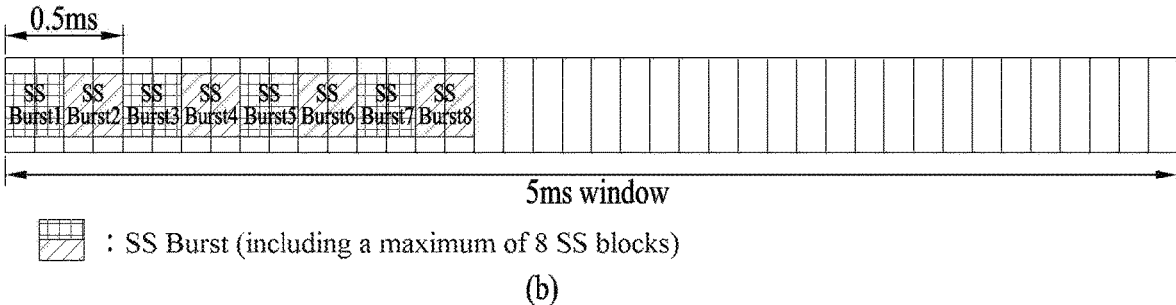 0.5ms
SS SS SS SS SS SS SS SS
Burst1 Burst2 Burst3 Burst4 Burst5 Burst6 Burst7 Burst8
5ms window
: SS Burst (including a maximum of 8 SS blocks)
(b)